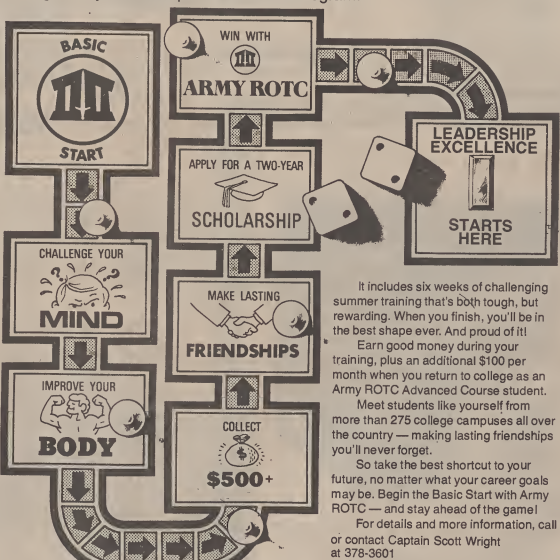 BASIC
START
CHALLENGE YOUR
MIND
IMPROVE YOUR
BODY
COLLECT
$500+
MAKE LASTING
FRIENDSHIPS
APPLY FOR A TWO-YEAR
SCHOLARSHIP
WIN WITH
ARMY ROTC
LEADERSHIP
EXCELLENCE
STARTS
HERE
It includes six weeks of challenging
summer training that's both tough, but
rewarding. When you finish, you'll be in
the best shape ever. And proud of it!
Earn good money during your
training, plus an additional $100 per
month when you return to college as an
Army ROTC Advanced Course student.
Meet students like yourself from
more than 275 college campuses all over
the country — making lasting friendships
you'll never forget.
So take the best shortcut to your
future, no matter what your career goals
may be. Begin the Basic Start with Army
ROTC — and stay ahead of the game!
For details and more information, call
or contact Captain Scott Wright
at 378-3601